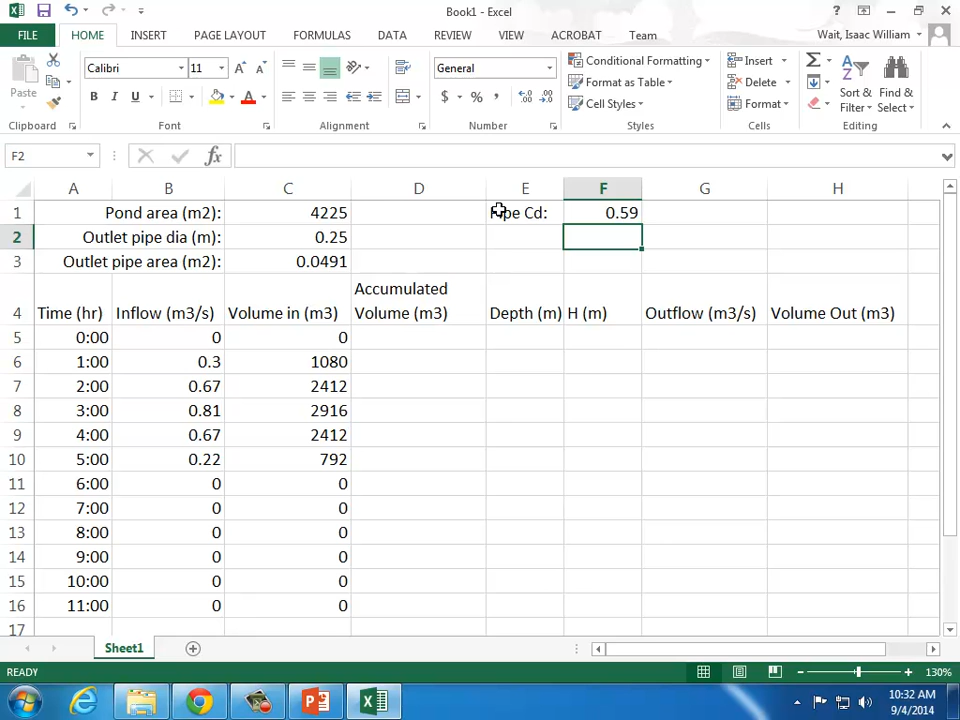 Book1 - Excel
FILE HOME INSERT PAGE LAYOUT FORMULAS DATA REVIEW VIEW ACROBAT Team Wait, Isaac William
Paste
Calibri 11
B I U
General
$ % ,
Conditional Formatting
Format as Table
Cell Styles
Insert
Delete
Format
Sort & Filter
Find & Select
Clipboard Font Alignment Number Styles Cells Editing
F2 fx
A B C D E F G H
1 Pond area (m2): 4225 Pipe Cd: 0.59
2 Outlet pipe dia (m): 0.25
3 Outlet pipe area (m2): 0.0491
4 Time (hr) Inflow (m3/s) Volume in (m3) Accumulated Volume (m3) Depth (m) H (m) Outflow (m3/s) Volume Out (m3)
5 0:00 0 0
6 1:00 0.3 1080
7 2:00 0.67 2412
8 3:00 0.81 2916
9 4:00 0.67 2412
10 5:00 0.22 792
11 6:00 0 0
12 7:00 0 0
13 8:00 0 0
14 9:00 0 0
15 10:00 0 0
16 11:00 0 0
17
Sheet1
READY 130%
10:32 AM
9/4/2014